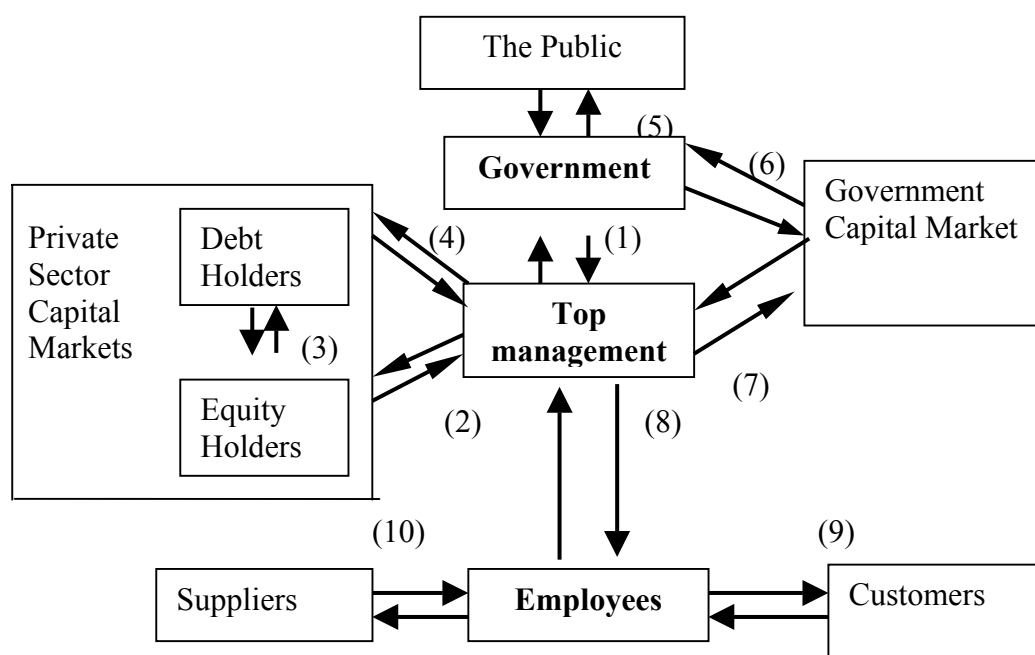 The Public
(5)
Government
(6)
Government
Capital Market
Private
Sector
Capital
Markets
Debt
Holders
(4)
(1)
Top
management
(3)
Equity
Holders
(2)
(8)
(7)
(10)
(9)
Suppliers
Employees
Customers